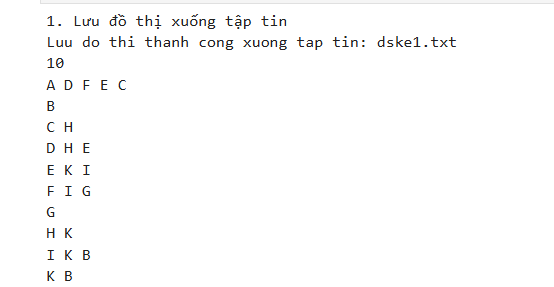 1. Lưu đồ thị xuống tập tin
Luu do thi thanh cong xuong tap tin: dske1.txt
10
A D F E C
B
C H
D H E
E K I
F I G
G
H K
I K B
K B